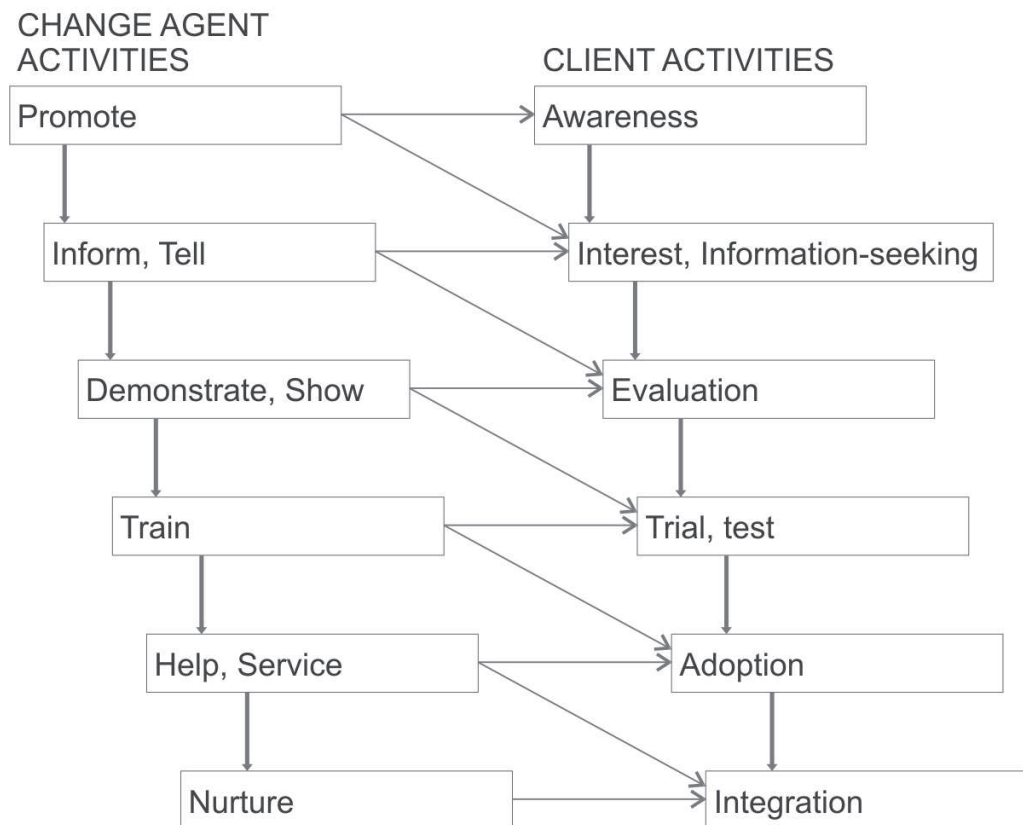 CHANGE AGENT
ACTIVITIES
CLIENT ACTIVITIES
Promote
Awareness
Inform, Tell
Interest, Information-seeking
Demonstrate, Show
Evaluation
Train
Trial, test
Help, Service
Adoption
Nurture
Integration